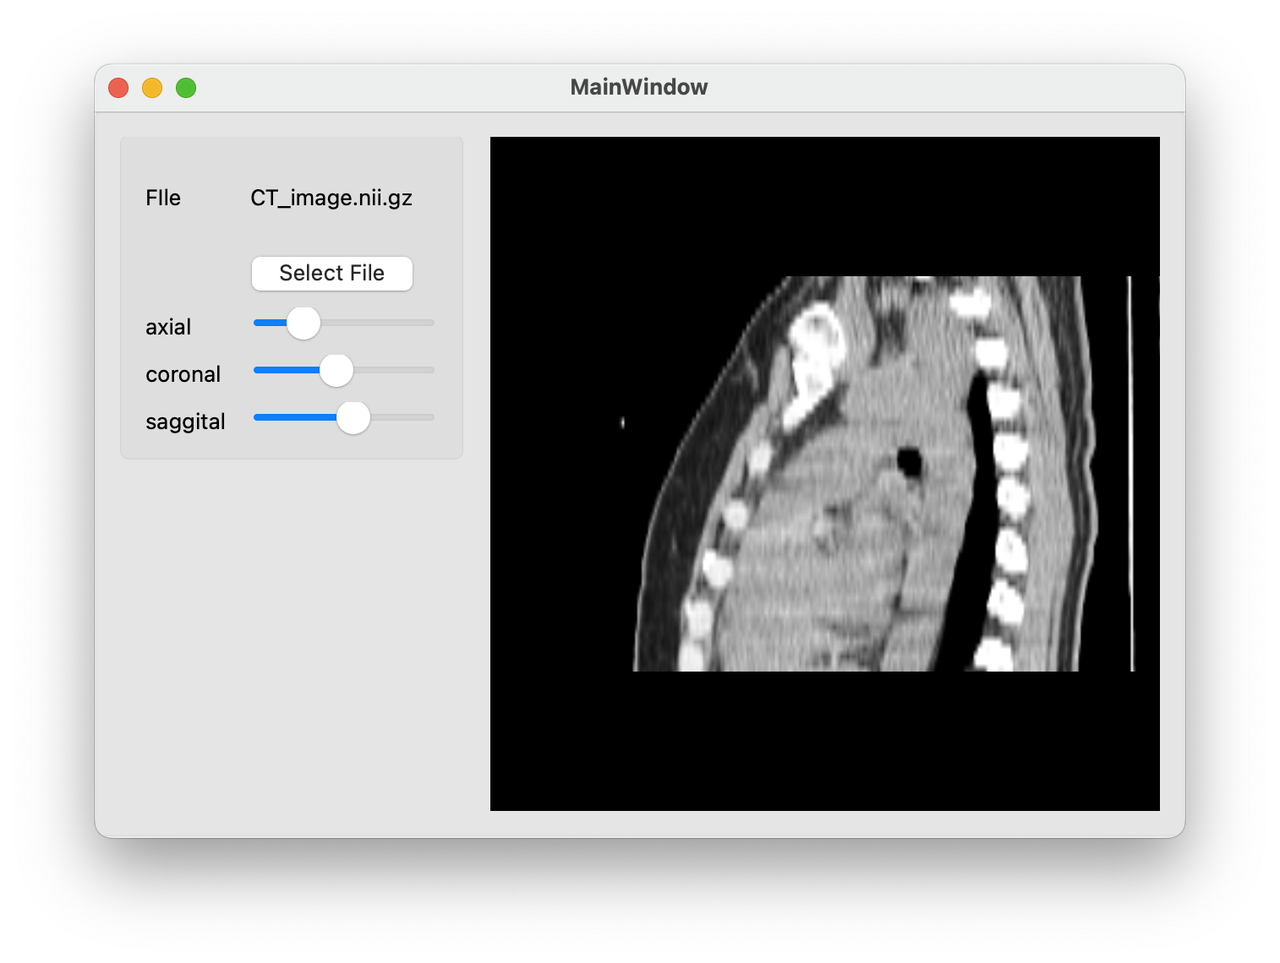 MainWindow
FIle CT_image.nii.gz
Select File
axial
coronal
saggital